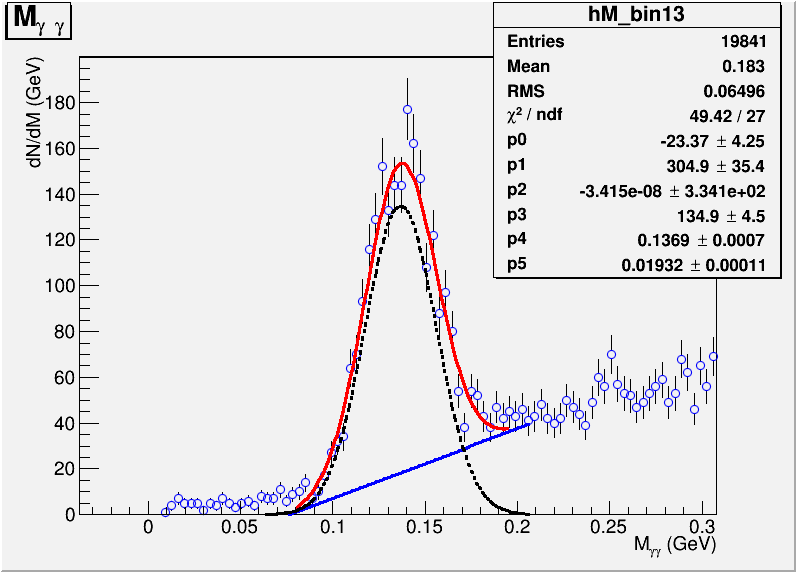 M γ γ
hM_bin13
Entries 19841
Mean 0.183
RMS 0.06496
χ² / ndf 49.42 / 27
p0 -23.37 ± 4.25
p1 304.9 ± 35.4
p2 -3.415e-08 ± 3.341e+02
p3 134.9 ± 4.5
p4 0.1369 ± 0.0007
p5 0.01932 ± 0.00011
dN/dM (GeV)
180
160
140
120
100
80
60
40
20
0
0 0.05 0.1 0.15 0.2 0.25 0.3
Mγγ (GeV)